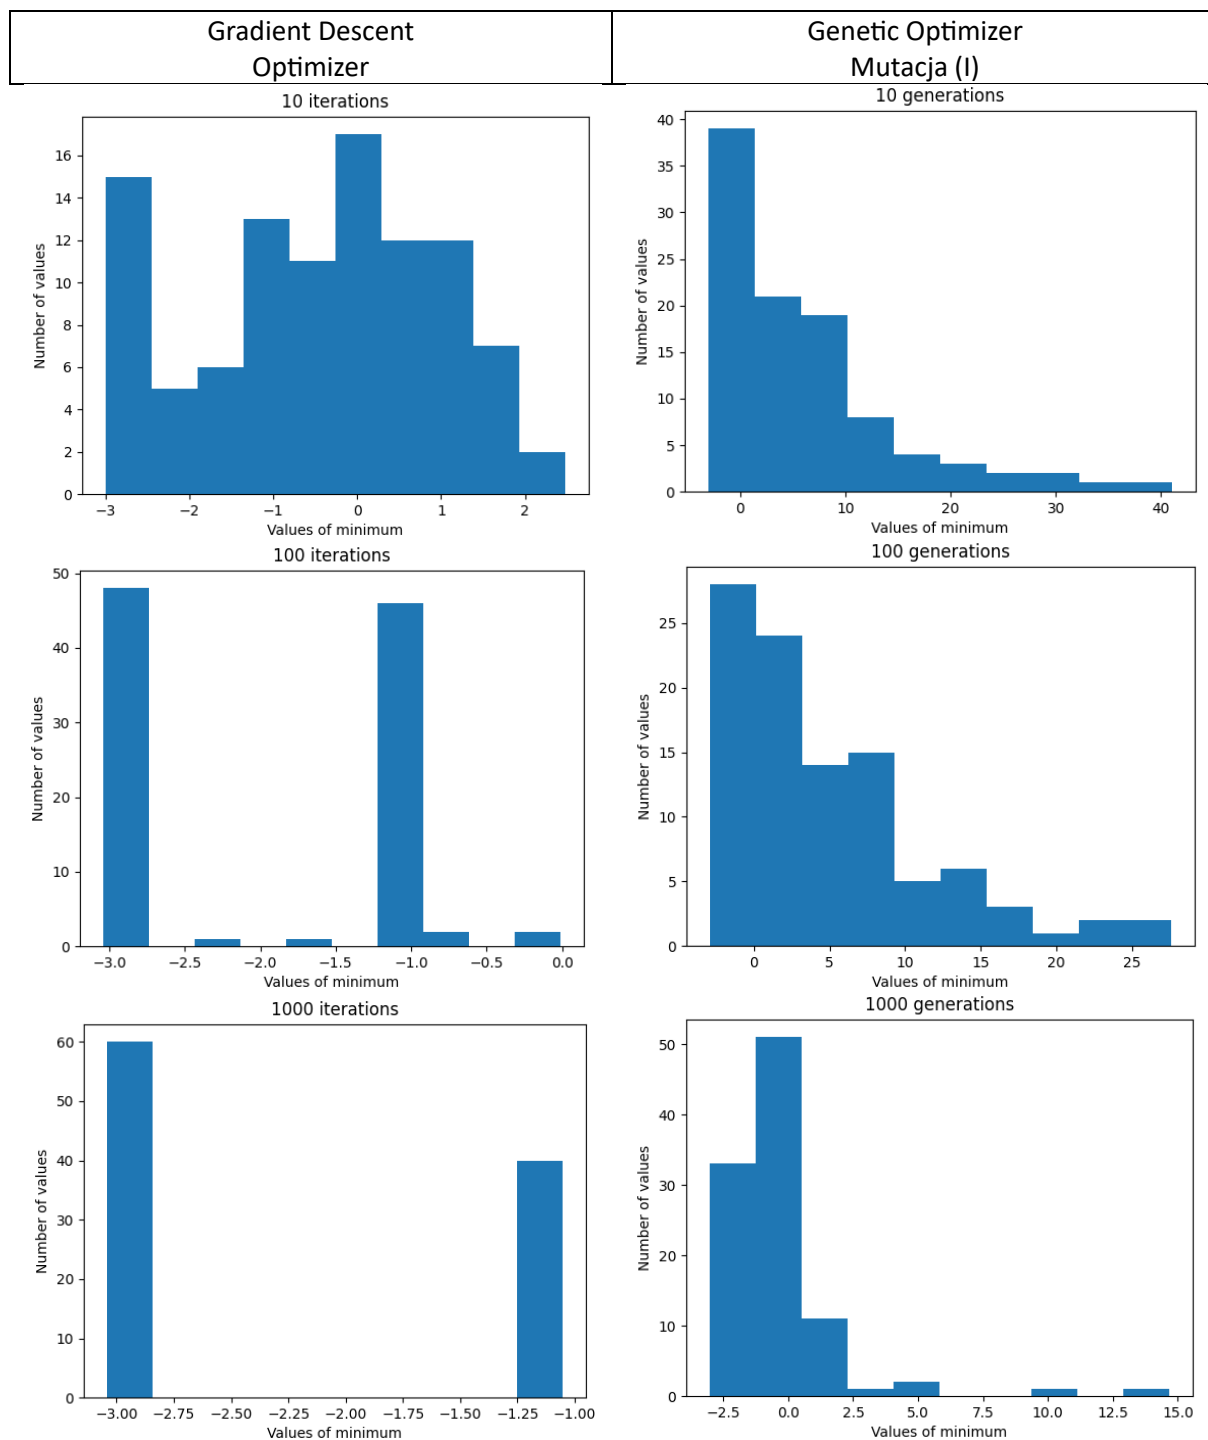 Gradient Descent
Optimizer
Genetic Optimizer
Mutacja (I)
10 iterations
16
14
12
10
8
6
4
2
0
Number of values
−3 −2 −1 0 1 2
Values of minimum
10 generations
40
35
30
25
20
15
10
5
0
Number of values
0 10 20 30 40
Values of minimum
100 iterations
50
40
30
20
10
0
Number of values
−3.0 −2.5 −2.0 −1.5 −1.0 −0.5 0.0
Values of minimum
100 generations
25
20
15
10
5
0
Number of values
0 5 10 15 20 25
Values of minimum
1000 iterations
60
50
40
30
20
10
0
Number of values
−3.00 −2.75 −2.50 −2.25 −2.00 −1.75 −1.50 −1.25 −1.00
Values of minimum
1000 generations
50
40
30
20
10
0
Number of values
−2.5 0.0 2.5 5.0 7.5 10.0 12.5 15.0
Values of minimum